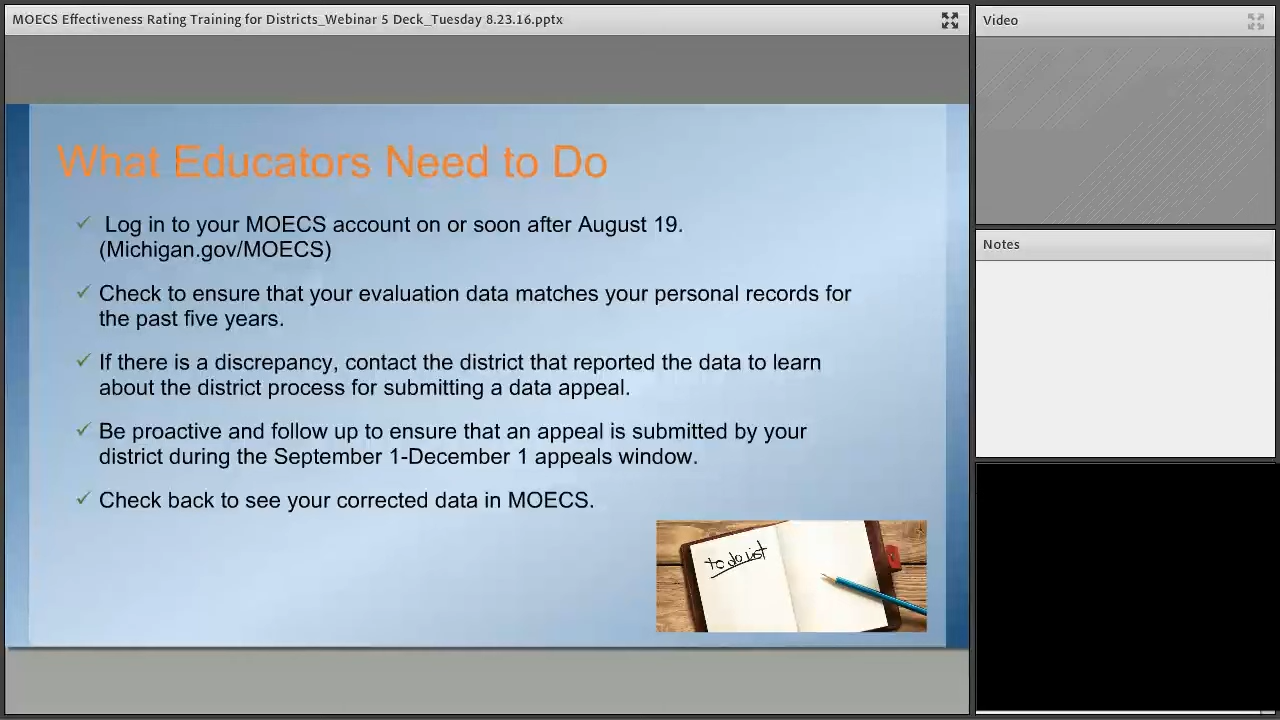 MOECS Effectiveness Rating Training for Districts_Webinar 5 Deck_Tuesday 8.23.16.pptx
Video
What Educators Need to Do
Log in to your MOECS account on or soon after August 19.
(Michigan.gov/MOECS)
Check to ensure that your evaluation data matches your personal records for
the past five years.
If there is a discrepancy, contact the district that reported the data to learn
about the district process for submitting a data appeal.
Be proactive and follow up to ensure that an appeal is submitted by your
district during the September 1-December 1 appeals window.
Check back to see your corrected data in MOECS.
to do list
Notes